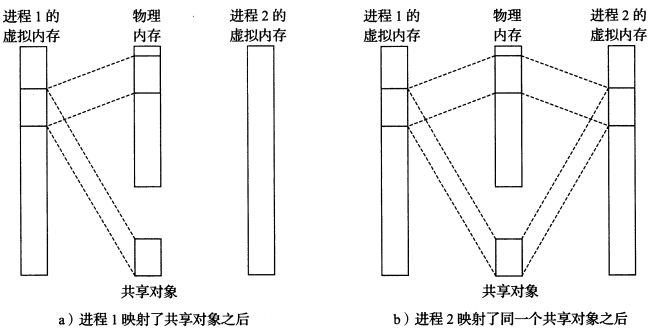 进程 1 的
虚拟内存
物理
内存
进程 2 的
虚拟内存
共享对象
a）进程 1 映射了共享对象之后
进程 1 的
虚拟内存
物理
内存
进程 2 的
虚拟内存
共享对象
b）进程 2 映射了同一个共享对象之后